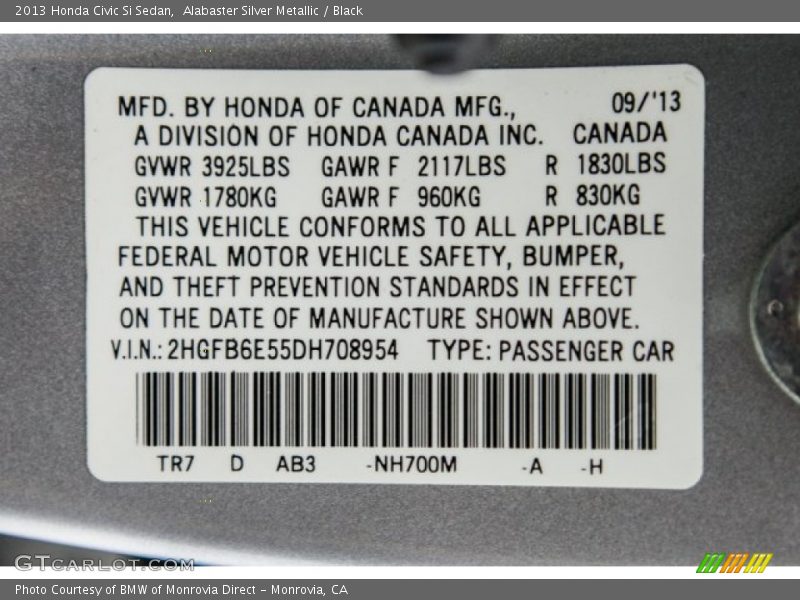 2013 Honda Civic Si Sedan,  Alabaster Silver Metallic / Black
MFD. BY HONDA OF CANADA MFG., 09/'13
A DIVISION OF HONDA CANADA INC. CANADA
GVWR 3925LBS GAWR F 2117LBS R 1830LBS
GVWR 1780KG GAWR F 960KG R 830KG
THIS VEHICLE CONFORMS TO ALL APPLICABLE
FEDERAL MOTOR VEHICLE SAFETY, BUMPER,
AND THEFT PREVENTION STANDARDS IN EFFECT
ON THE DATE OF MANUFACTURE SHOWN ABOVE.
V.I.N.: 2HGFB6E55DH708954 TYPE: PASSENGER CAR
TR7 D AB3 -NH700M -A -H
GTCARLOT.COM
Photo Courtesy of BMW of Monrovia Direct - Monrovia, CA